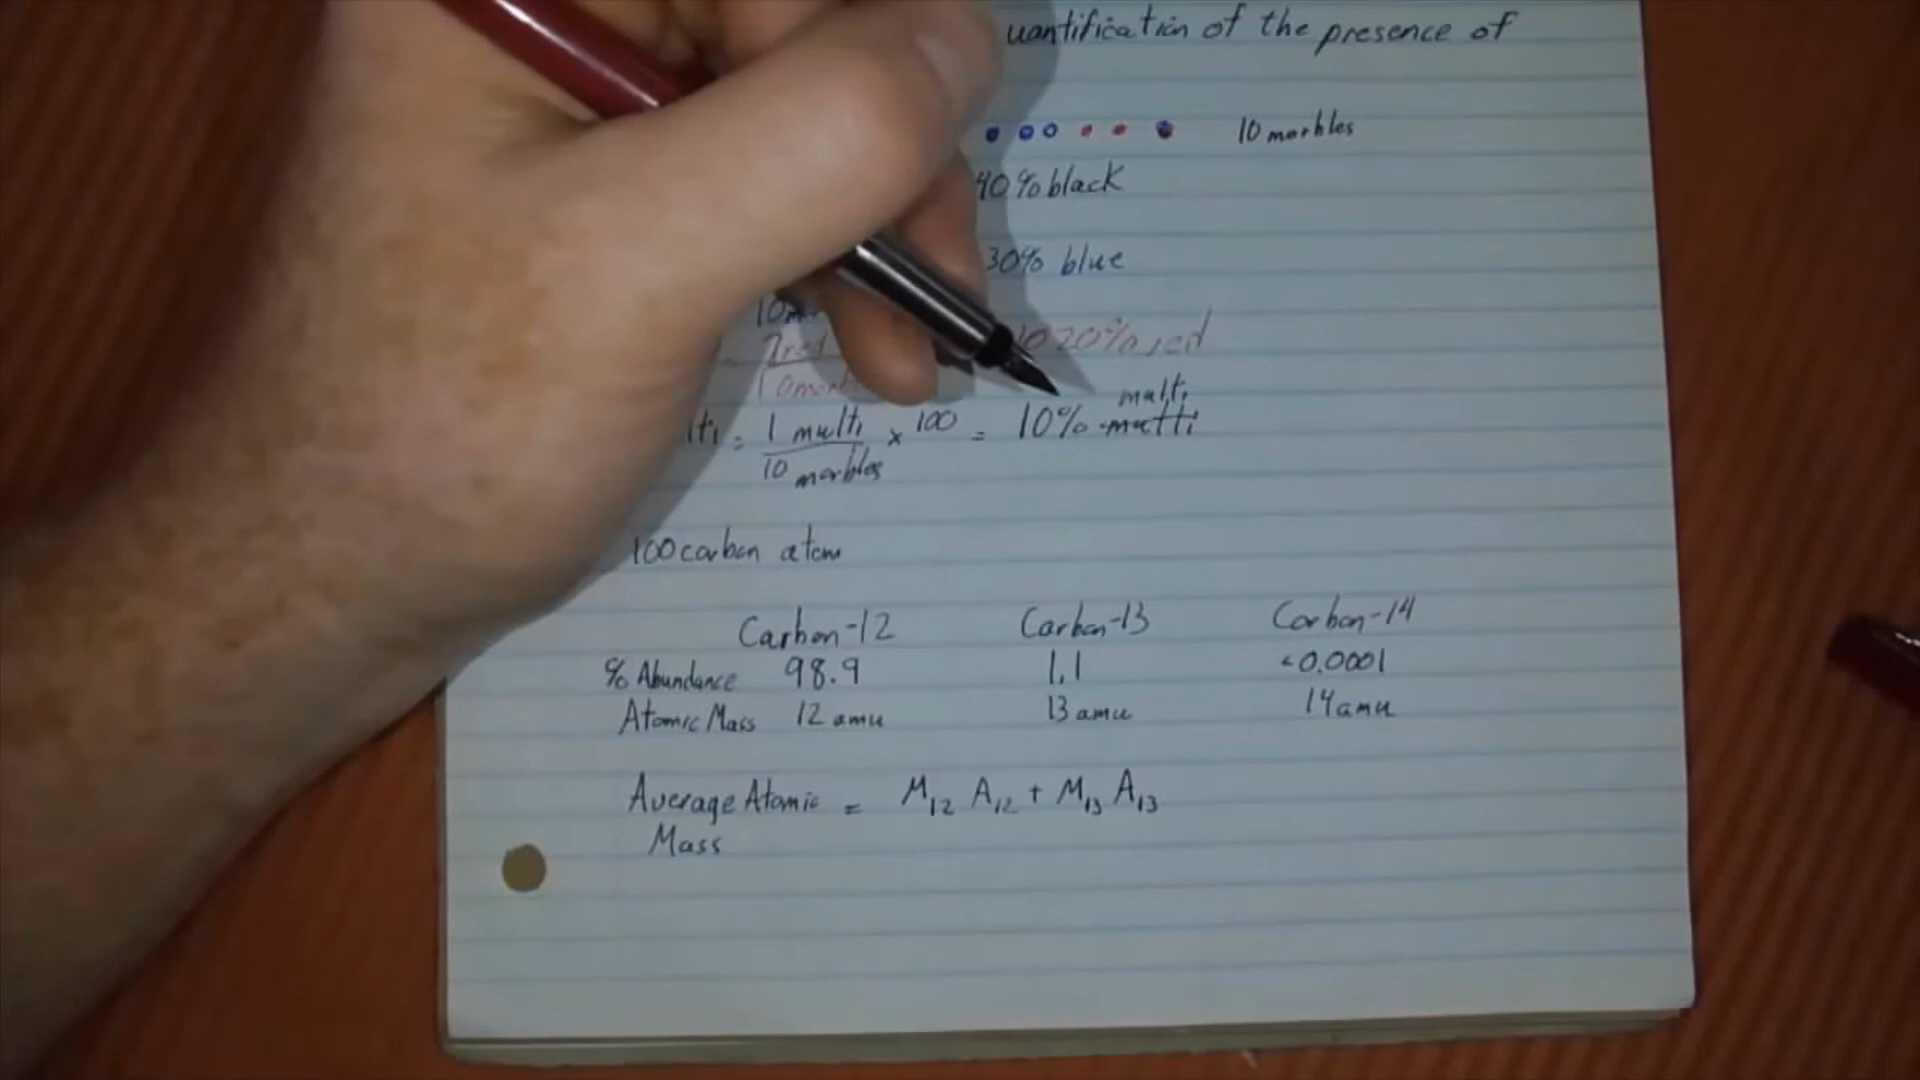 uantification of the presence of
10 marbles
40% black
30% blue
20% red
multi
= 1 multi × 100 = 10% multi
10 marbles
100 carbon atom
Carbon-12 Carbon-13 Carbon-14
% Abundance 98.9 1.1 <0.0001
Atomic Mass 12 amu 13 amu 14 amu
Average Atomic = M12 A12 + M13 A13
Mass